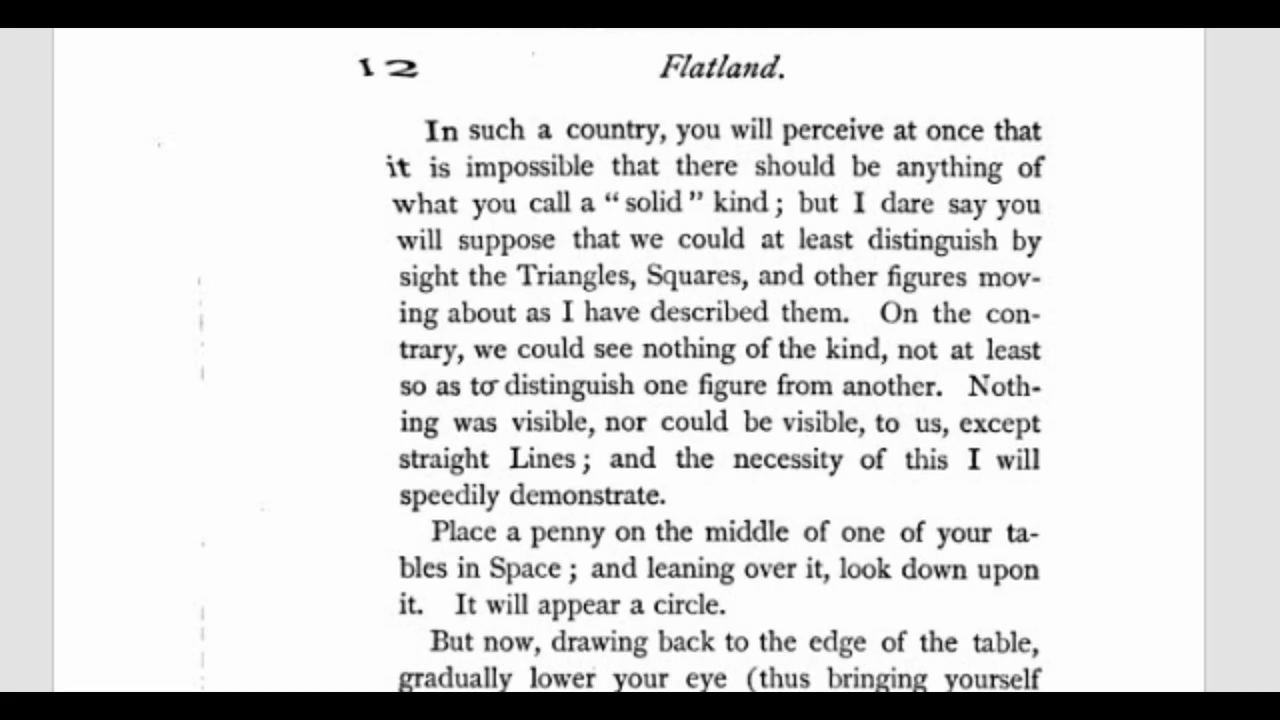 12 Flatland.
In such a country, you will perceive at once that
it is impossible that there should be anything of
what you call a “ solid ” kind ; but I dare say you
will suppose that we could at least distinguish by
sight the Triangles, Squares, and other figures mov-
ing about as I have described them. On the con-
trary, we could see nothing of the kind, not at least
so as to distinguish one figure from another. Noth-
ing was visible, nor could be visible, to us, except
straight Lines ; and the necessity of this I will
speedily demonstrate.
Place a penny on the middle of one of your ta-
bles in Space ; and leaning over it, look down upon
it. It will appear a circle.
But now, drawing back to the edge of the table,
gradually lower your eye (thus bringing yourself